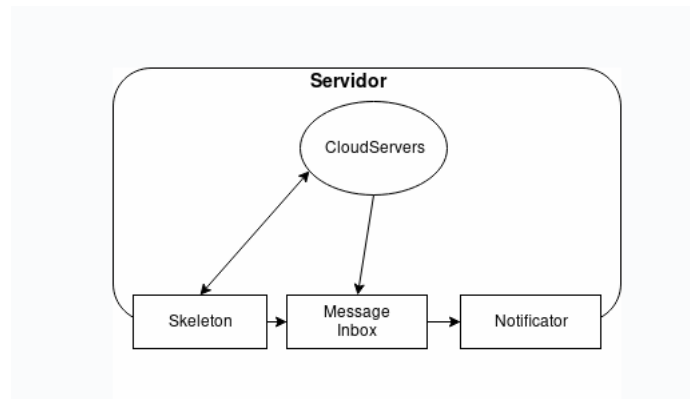 Servidor
CloudServers
Skeleton
Message
Inbox
Notificator